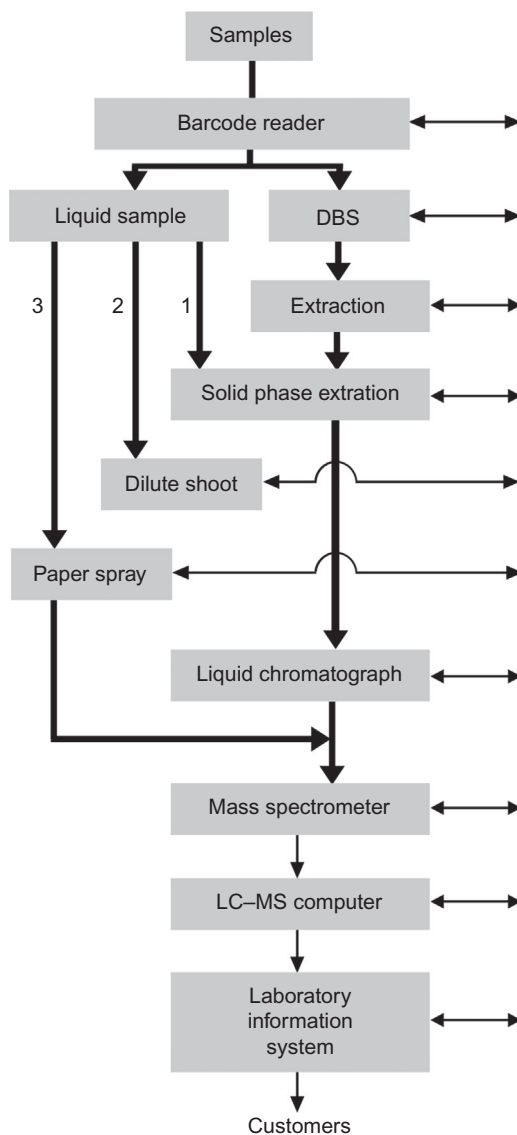 Samples
Barcode reader
Liquid sample
DBS
3
2
1
Extraction
Solid phase extration
Dilute shoot
Paper spray
Liquid chromatograph
Mass spectrometer
LC–MS computer
Laboratory
information
system
Customers